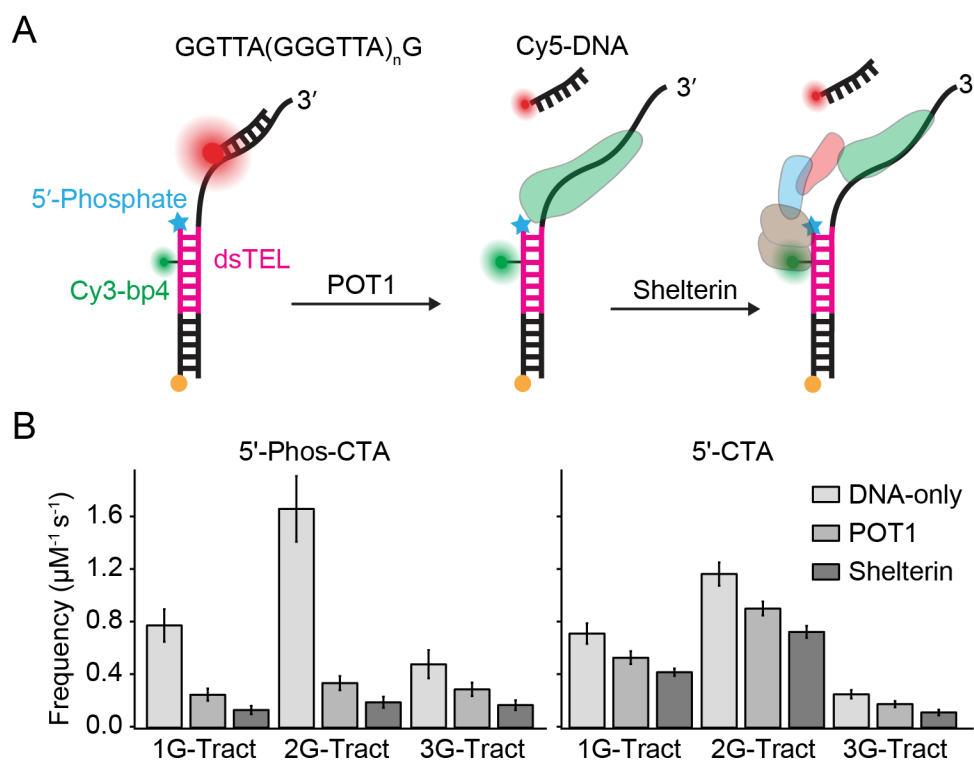 A
GGTTA(GGGTTA)nG
Cy5-DNA
3′
3′
3
5′-Phosphate
dsTEL
Cy3-bp4
POT1
Shelterin
B
5'-Phos-CTA
5'-CTA
Frequency (µM-1 s-1)
1.6
1.2
0.8
0.4
0.0
DNA-only
POT1
Shelterin
1G-Tract
2G-Tract
3G-Tract
1G-Tract
2G-Tract
3G-Tract